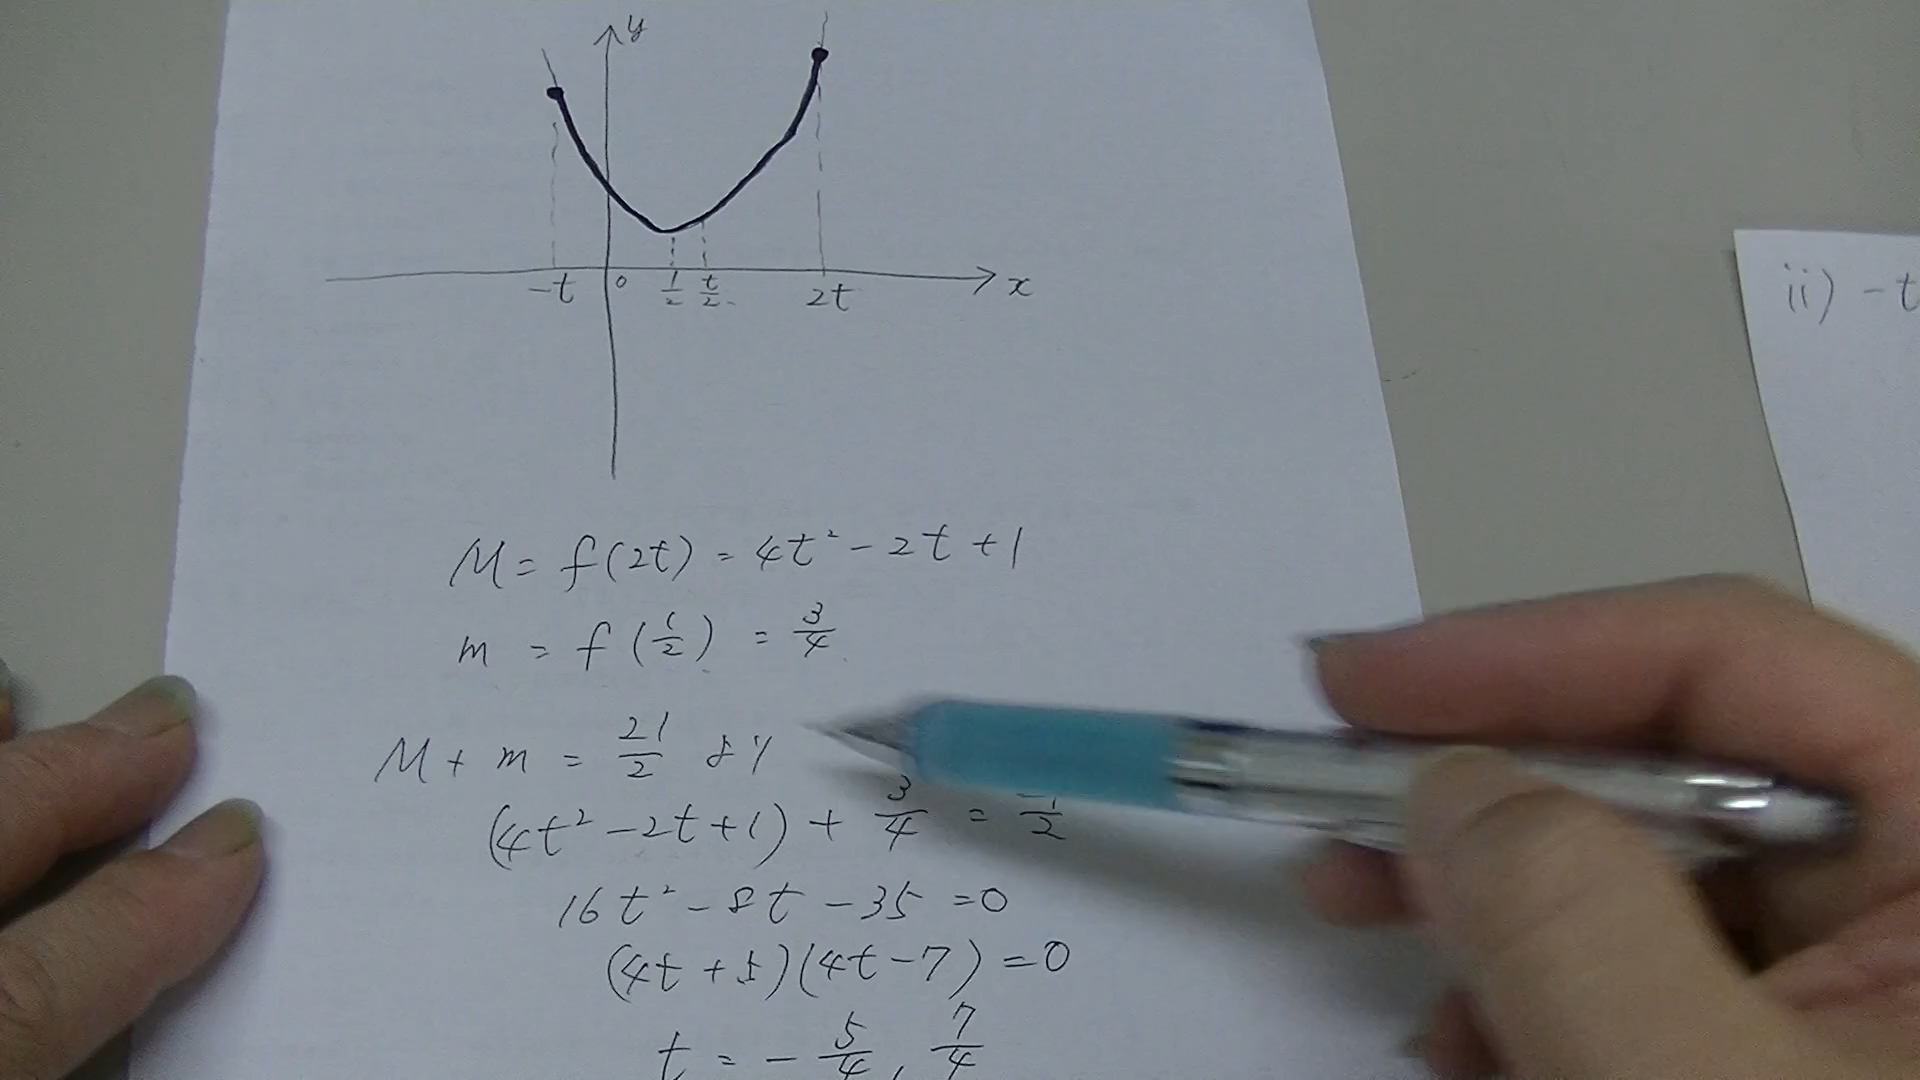 y
-t 0 1/2 t/2 2t x
ii) -t
M = f(2t) = 4t² - 2t + 1
m = f(1/2) = 3/4
M + m = 21/2 より
(4t² - 2t + 1) + 3/4 = /2
16t² - 8t - 35 = 0
(4t + 5)(4t - 7) = 0
t = - 5/4, 7/4